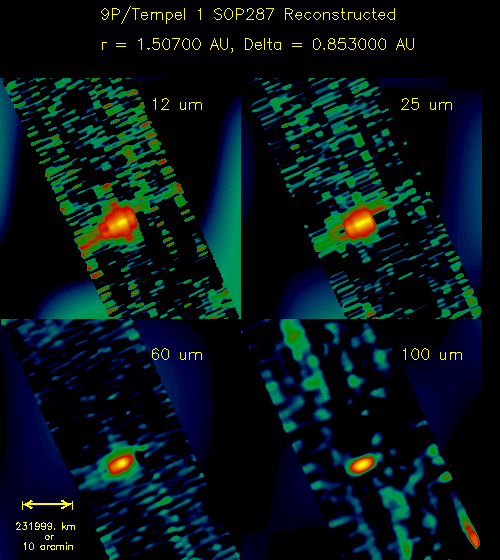 9P/Tempel 1 SOP287 Reconstructed
r = 1.50700 AU, Delta = 0.853000 AU
12 um
25 um
60 um
100 um
231999. km
or
10 arcmin